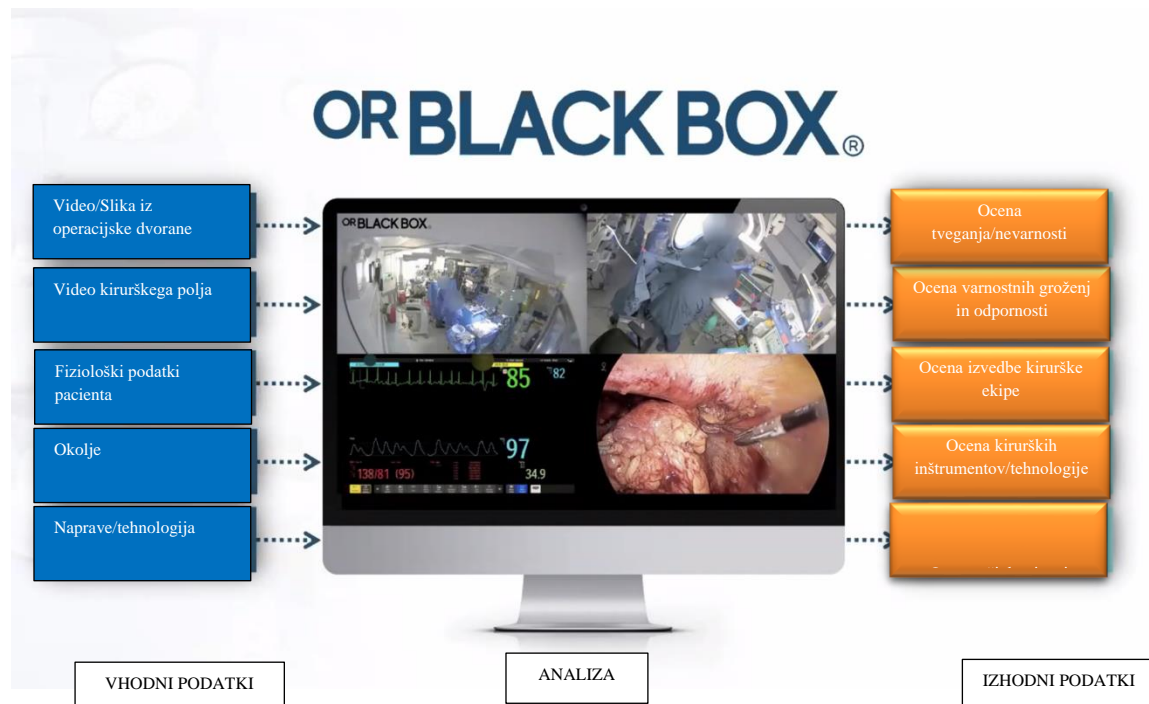 OR BLACK BOX®
Video/Slika iz
operacijske dvorane
Video kirurškega polja
Fiziološki podatki
pacienta
Okolje
Naprave/tehnologija
OR BLACK BOX
85
82
97
138/81 (95)
34.9
Ocena
tveganja/nevarnosti
Ocena varnostnih groženj
in odpornosti
Ocena izvedbe kirurške
ekipe
Ocena kirurških
inštrumentov/tehnologije
VHODNI PODATKI
ANALIZA
IZHODNI PODATKI